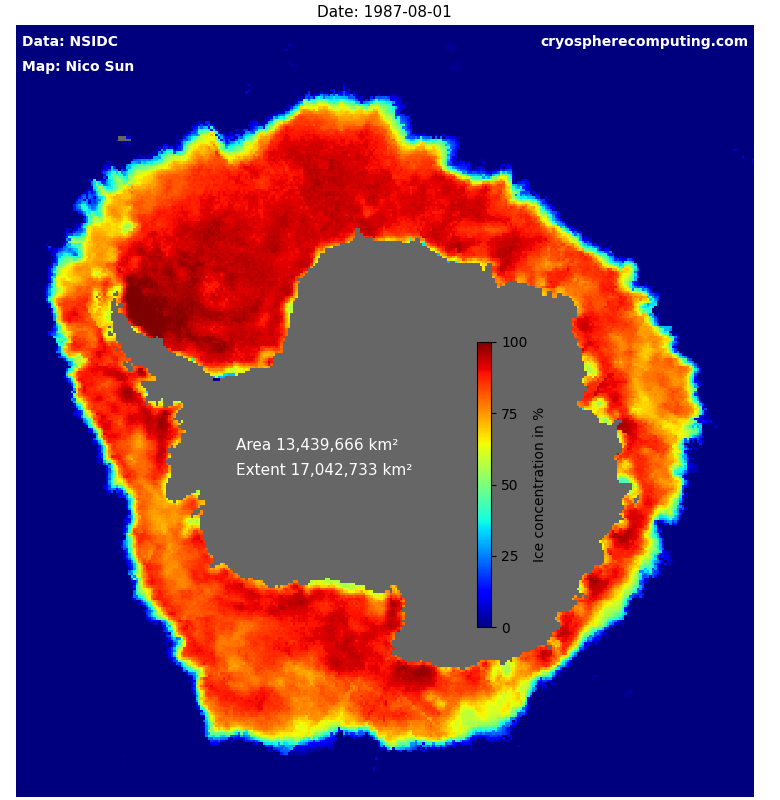 Date: 1987-08-01
Data: NSIDC
cryospherecomputing.com
Map: Nico Sun
100
75
50
25
0
Ice concentration in %
Area 13,439,666 km²
Extent 17,042,733 km²